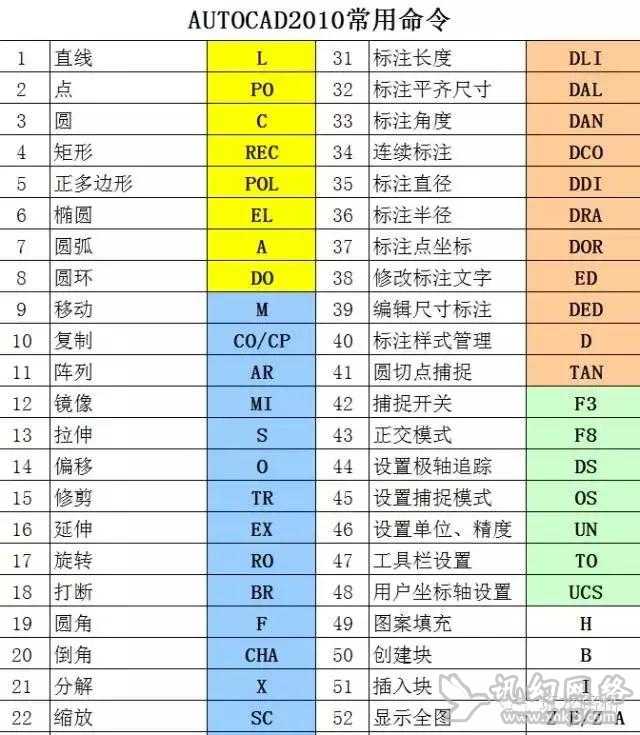 AUTOCAD2010常用命令
1 直线 L 31 标注长度 DLI
2 点 PO 32 标注平齐尺寸 DAL
3 圆 C 33 标注角度 DAN
4 矩形 REC 34 连续标注 DCO
5 正多边形 POL 35 标注直径 DDI
6 椭圆 EL 36 标注半径 DRA
7 圆弧 A 37 标注点坐标 DOR
8 圆环 DO 38 修改标注文字 ED
9 移动 M 39 编辑尺寸标注 DED
10 复制 CO/CP 40 标注样式管理 D
11 阵列 AR 41 圆切点捕捉 TAN
12 镜像 MI 42 捕捉开关 F3
13 拉伸 S 43 正交模式 F8
14 偏移 O 44 设置极轴追踪 DS
15 修剪 TR 45 设置捕捉模式 OS
16 延伸 EX 46 设置单位、精度 UN
17 旋转 RO 47 工具栏设置 TO
18 打断 BR 48 用户坐标轴设置 UCS
19 圆角 F 49 图案填充 H
20 倒角 CHA 50 创建块 B
21 分解 X 51 插入块 I
22 缩放 SC 52 显示全图 Z E/Z A